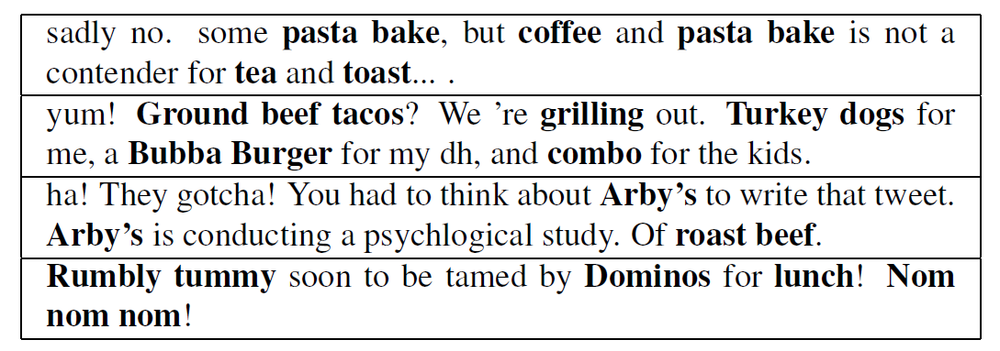 sadly no. some pasta bake, but coffee and pasta bake is not a
contender for tea and toast... .
yum! Ground beef tacos? We 're grilling out. Turkey dogs for
me, a Bubba Burger for my dh, and combo for the kids.
ha! They gotcha! You had to think about Arby's to write that tweet.
Arby's is conducting a psychlogical study. Of roast beef.
Rumbly tummy soon to be tamed by Dominos for lunch! Nom
nom nom!